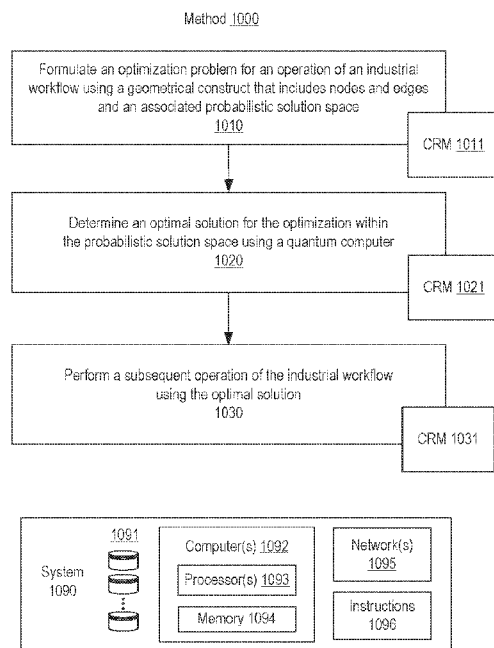 Method 1000
Formulate an optimization problem for an operation of an industrial
workflow using a geometrical construct that includes nodes and edges
and an associated probabilistic solution space
1010
CRM 1011
Determine an optimal solution for the optimization within
the probabilistic solution space using a quantum computer
1020
CRM 1021
Perform a subsequent operation of the industrial workflow
using the optimal solution
1030
CRM 1031
System
1090
1091
Computer(s) 1092
Processor(s) 1093
Memory 1094
Network(s)
1095
Instructions
1096